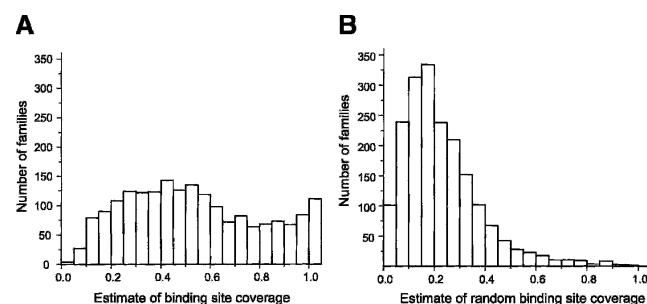 A
B
350
300
250
200
150
100
50
0
Number of families
0.0 0.2 0.4 0.6 0.8 1.0
Estimate of binding site coverage
350
300
250
200
150
100
50
Number of families
0.0 0.2 0.4 0.6 0.8 1.0
Estimate of random binding site coverage